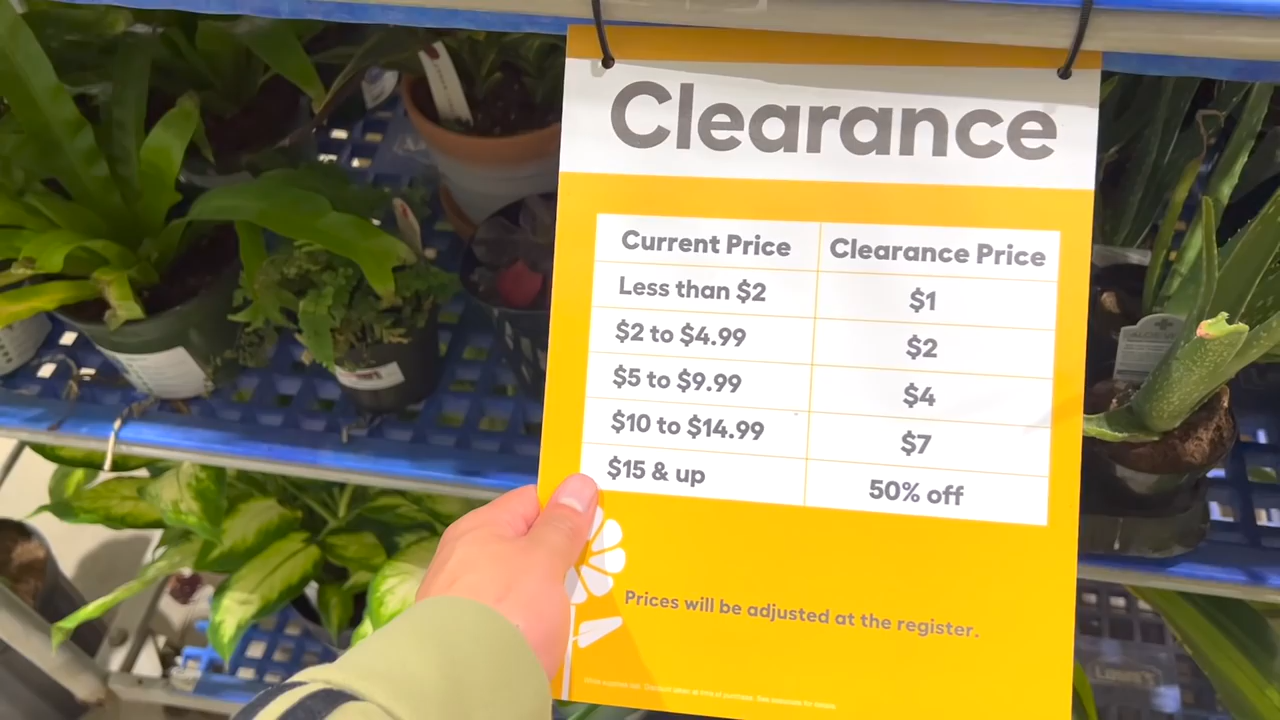 Clearance
Current Price Clearance Price
Less than $2 $1
$2 to $4.99 $2
$5 to $9.99 $4
$10 to $14.99 $7
$15 & up 50% off
Prices will be adjusted at the register.
LOWE'S